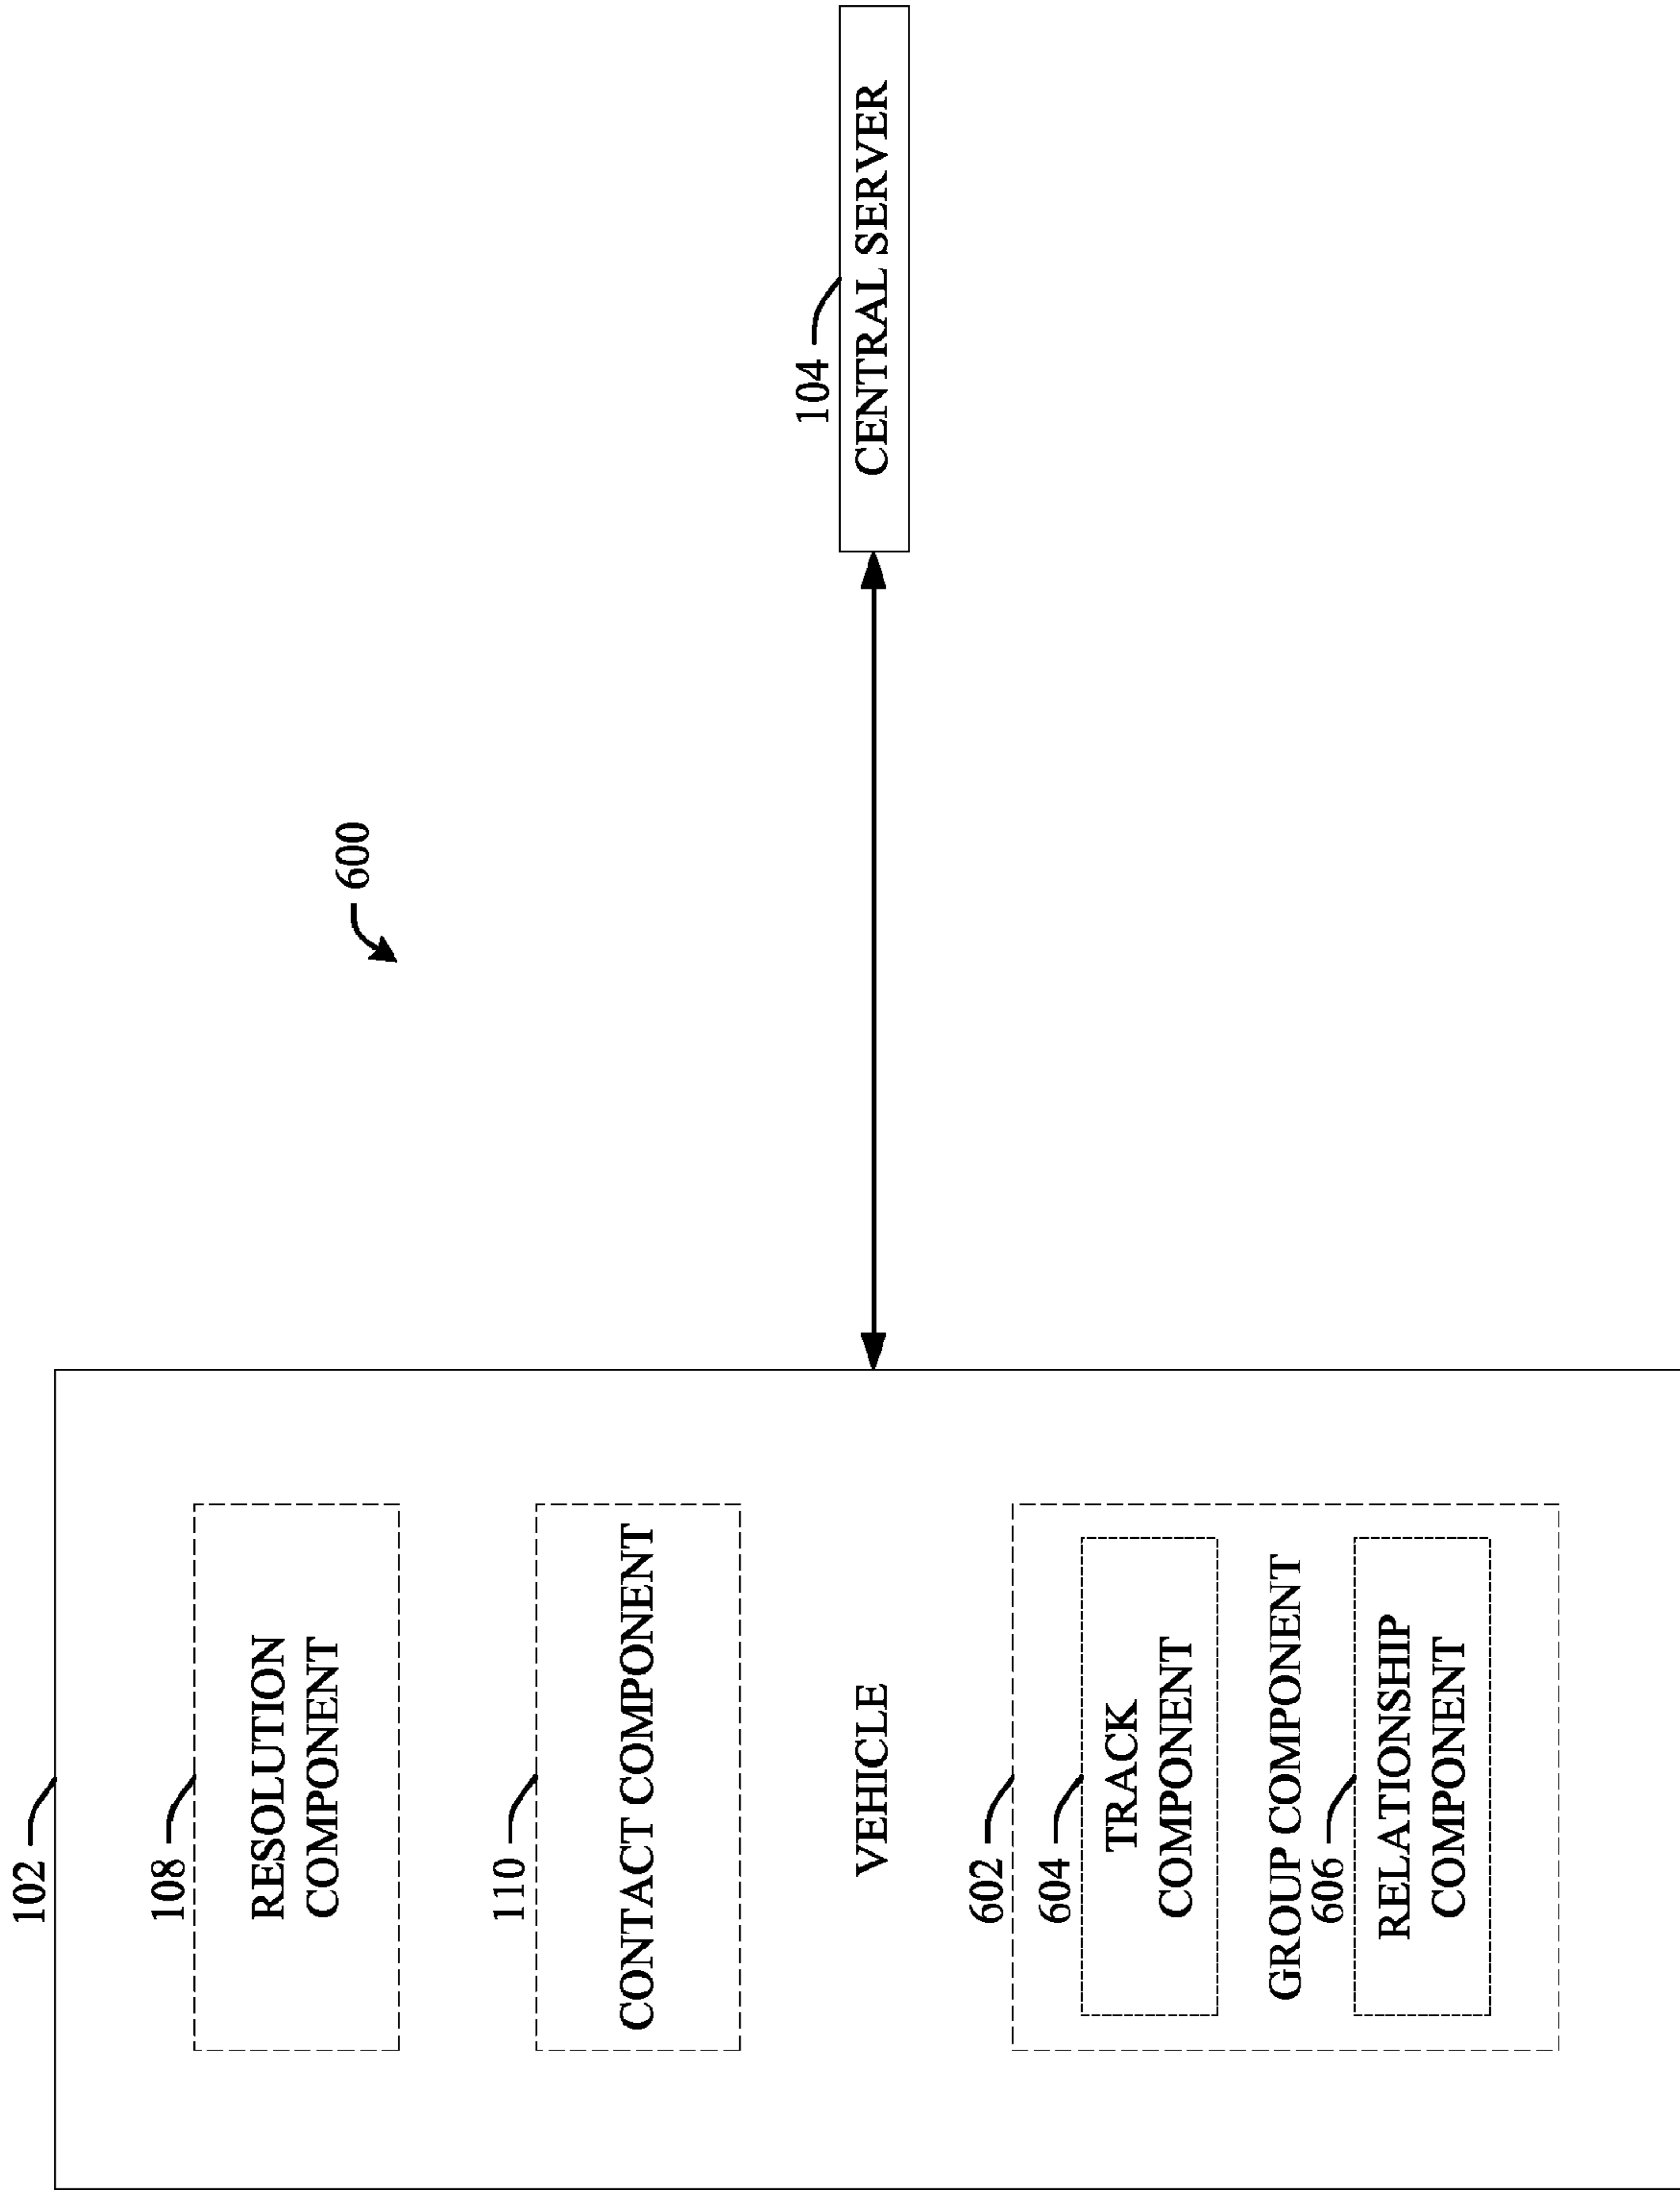 600
102
108
RESOLUTION
COMPONENT
110
CONTACT COMPONENT
VEHICLE
602
604
TRACK
COMPONENT
GROUP COMPONENT
606
RELATIONSHIP
COMPONENT
104
CENTRAL SERVER